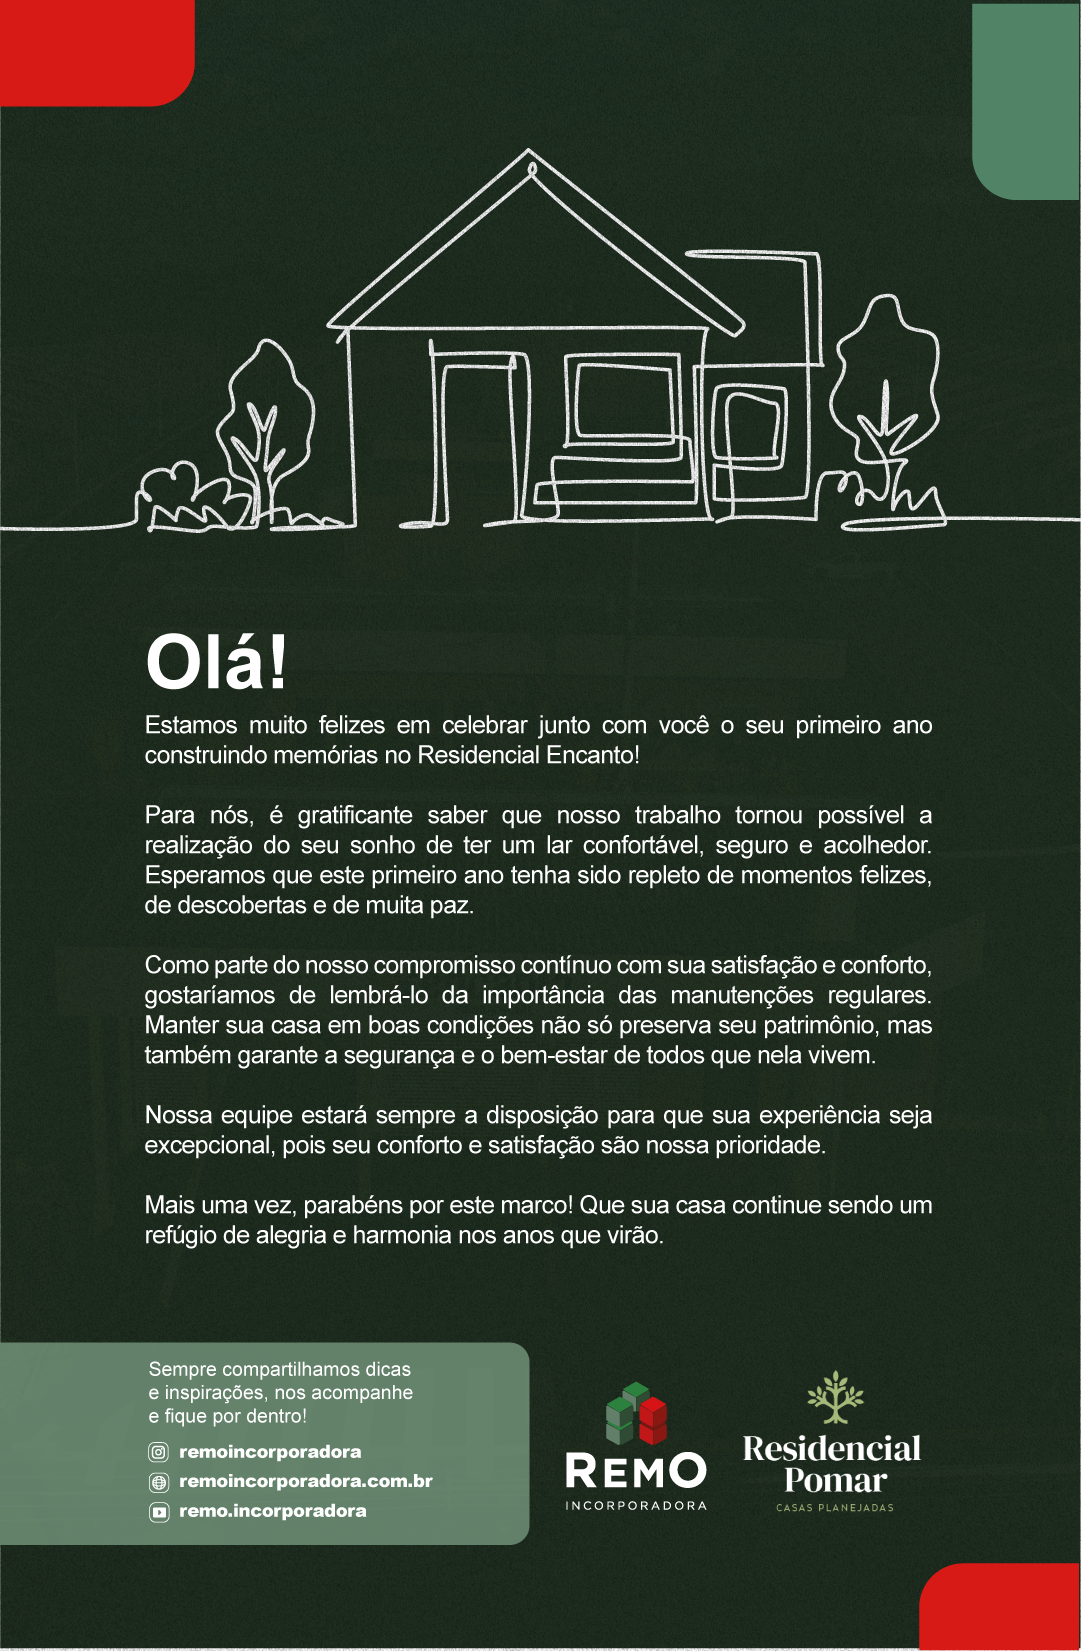 Olá!
Estamos muito felizes em celebrar junto com você o seu primeiro ano
construindo memórias no Residencial Encanto!
Para nós, é gratificante saber que nosso trabalho tornou possível a
realização do seu sonho de ter um lar confortável, seguro e acolhedor.
Esperamos que este primeiro ano tenha sido repleto de momentos felizes,
de descobertas e de muita paz.
Como parte do nosso compromisso contínuo com sua satisfação e conforto,
gostaríamos de lembrá-lo da importância das manutenções regulares.
Manter sua casa em boas condições não só preserva seu patrimônio, mas
também garante a segurança e o bem-estar de todos que nela vivem.
Nossa equipe estará sempre a disposição para que sua experiência seja
excepcional, pois seu conforto e satisfação são nossa prioridade.
Mais uma vez, parabéns por este marco! Que sua casa continue sendo um
refúgio de alegria e harmonia nos anos que virão.
Sempre compartilhamos dicas
e inspirações, nos acompanhe
e fique por dentro!
remoincorporadora
remoincorporadora.com.br
remo.incorporadora
REMO
INCORPORADORA
Residencial
Pomar
CASAS PLANEJADAS